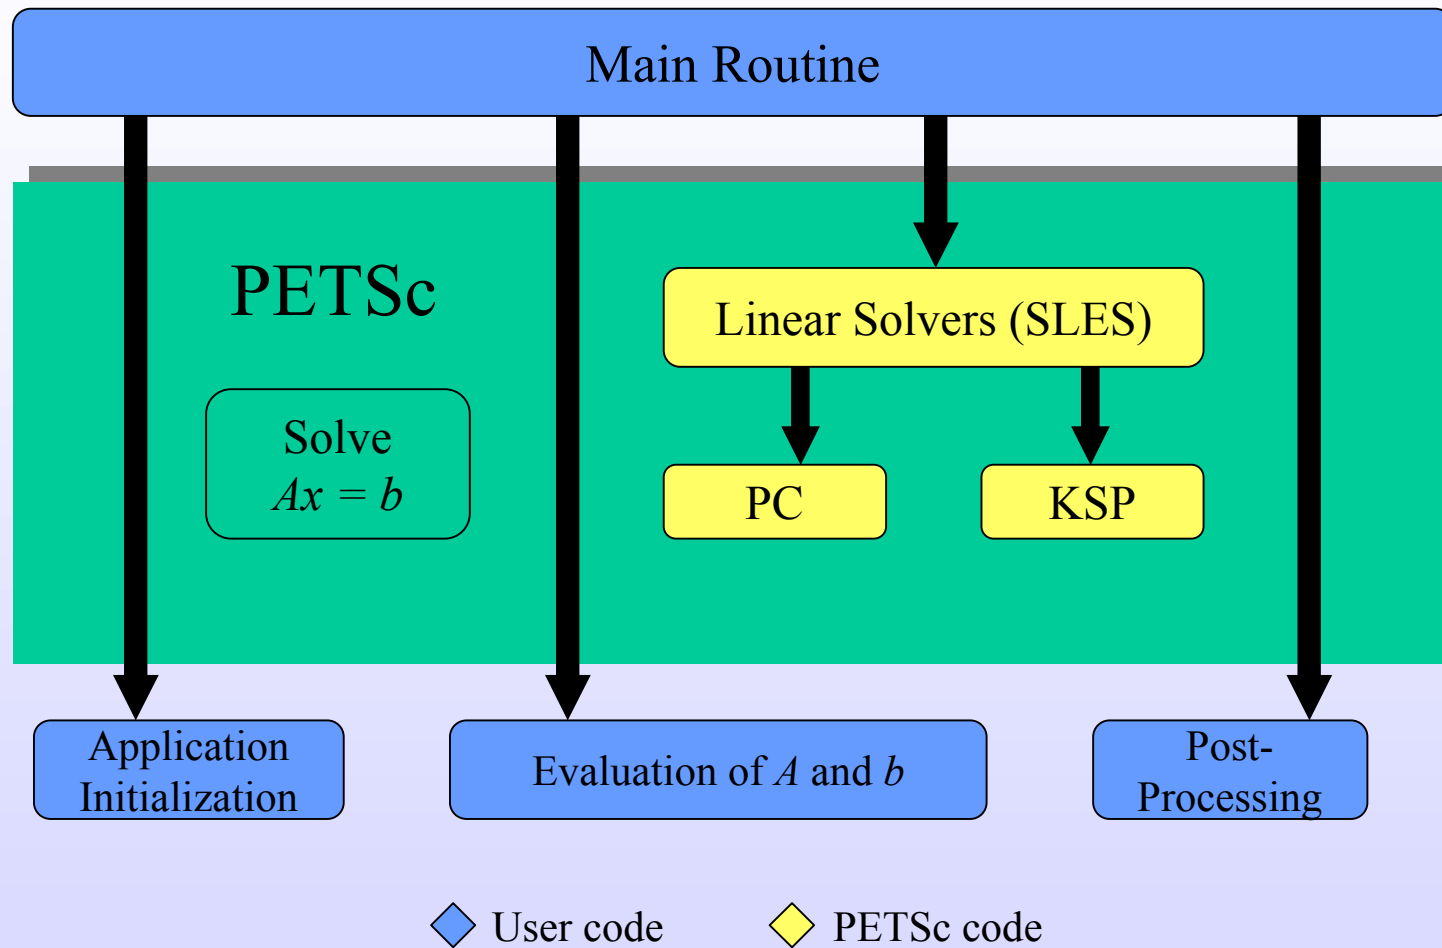 Main Routine
PETSc
Linear Solvers (SLES)
Solve
Ax = b
PC
KSP
Application
Initialization
Evaluation of A and b
Post-
Processing
User code
PETSc code